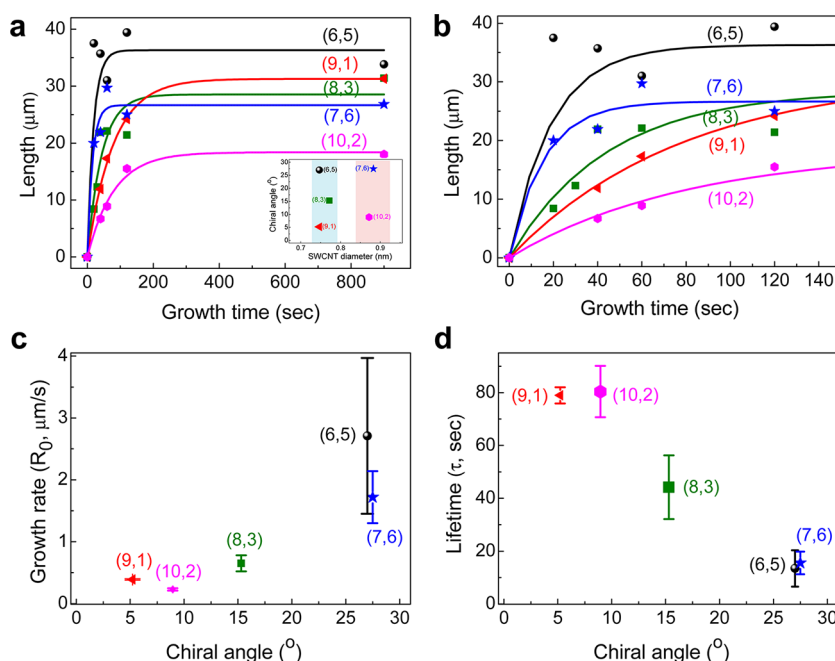 a
40
30
20
10
0
Length (μm)
0 200 400 600 800
Growth time (sec)
(6,5)
(9,1)
(8,3)
(7,6)
(10,2)
30
25
20
15
10
5
0
Chiral angle (°)
(6,5)
(7,6)
(8,3)
(10,2)
(9,1)
0.7 0.8 0.9
SWCNT diameter (nm)
b
40
30
20
10
0
Length (μm)
0 20 40 60 80 100 120 140
Growth time (sec)
(6,5)
(7,6)
(8,3)
(9,1)
(10,2)
c
4
3
2
1
0
Growth rate (R0, μm/s)
(6,5)
(7,6)
(8,3)
(9,1)
(10,2)
0 5 10 15 20 25 30
Chiral angle (°)
d
80
60
40
20
0
Lifetime (τ, sec)
(9,1)
(10,2)
(8,3)
(7,6)
(6,5)
0 5 10 15 20 25 30
Chiral angle (°)